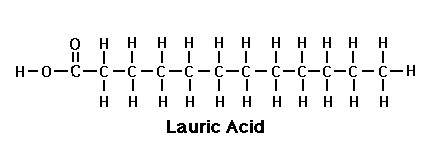 O H H H H H H H H H H H
H-O-C-C-C-C-C-C-C-C-C-C-C-C-H
H H H H H H H H H H H
Lauric Acid